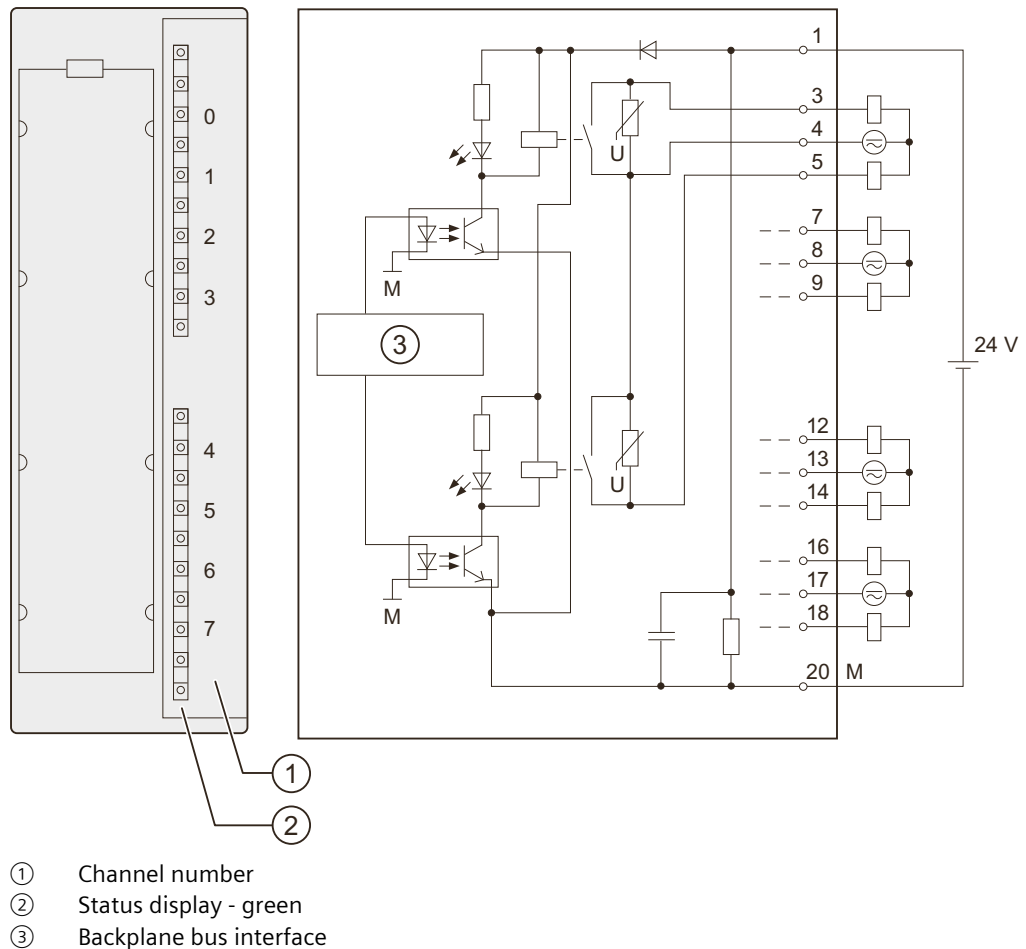 0
1
2
3
4
5
6
7
1
2
1
3
4
5
7
8
9
12
13
14
16
17
18
20 M
24 V
U
M
3
U
M
① Channel number
② Status display - green
③ Backplane bus interface